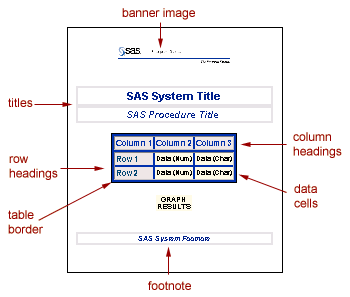 banner image
sas.
titles
SAS System Title
SAS Procedure Title
column
headings
Column 1 Column 2 Column 3
row
headings
Row 1 Data (Num) Data (Char)
Row 2 Data (Num) Data (Char)
data
cells
table
border
GRAPH
RESULTS
SAS System Footnote
footnote